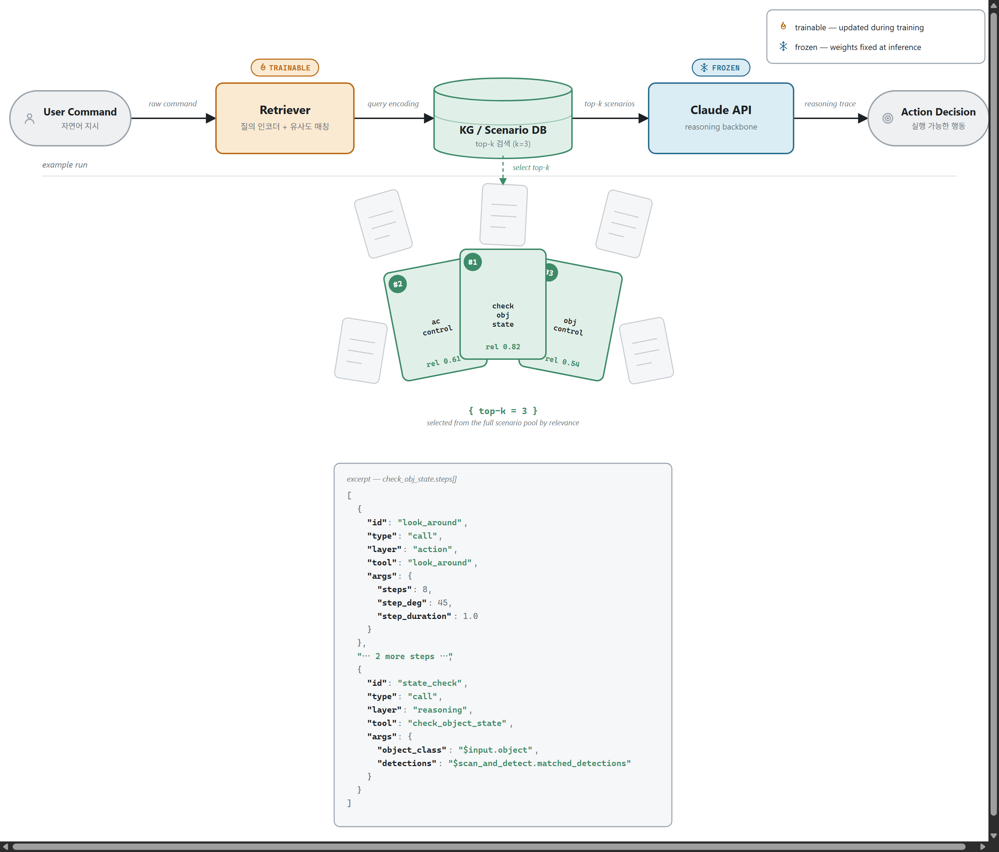 trainable — updated during training
frozen — weights fixed at inference
TRAINABLE
FROZEN
User Command
자연어 지시
raw command
Retriever
질의 인코더 + 유사도 매칭
query encoding
KG / Scenario DB
top-k 검색 (k=3)
top-k scenarios
Claude API
reasoning backbone
reasoning trace
Action Decision
실행 가능한 행동
example run
select top-k
#2
ac
control
rel 0.61
#1
check
obj
state
rel 0.82
#3
obj
control
rel 0.54
{ top-k = 3 }
selected from the full scenario pool by relevance
excerpt — check_obj_state.steps[]
[
{
"id": "look_around",
"type": "call",
"layer": "action",
"tool": "look_around",
"args": {
"steps": 8,
"step_deg": 45,
"step_duration": 1.0
}
},
"… 2 more steps …",
{
"id": "state_check",
"type": "call",
"layer": "reasoning",
"tool": "check_object_state",
"args": {
"object_class": "$input.object",
"detections": "$scan_and_detect.matched_detections"
}
}
]